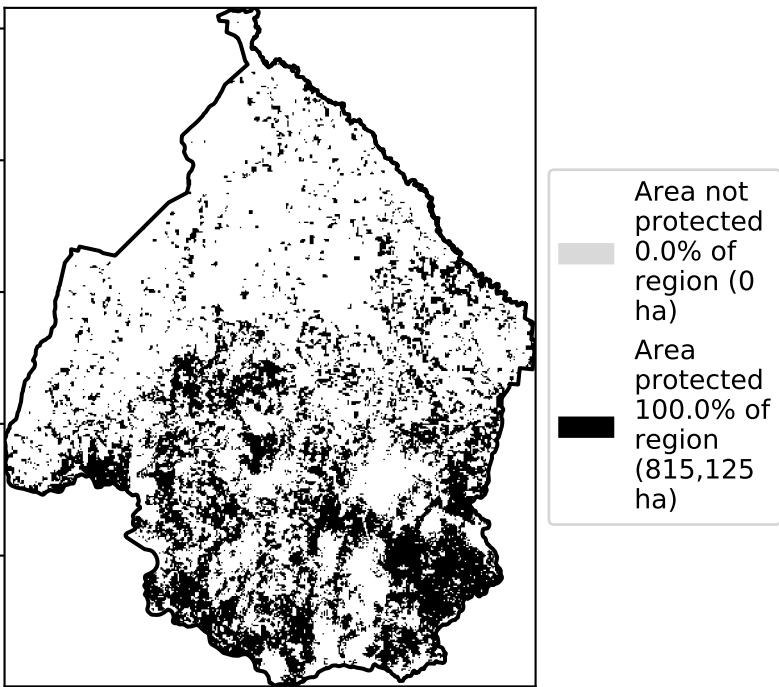 Area not
protected
0.0% of
region (0
ha)
Area
protected
100.0% of
region
(815,125
ha)